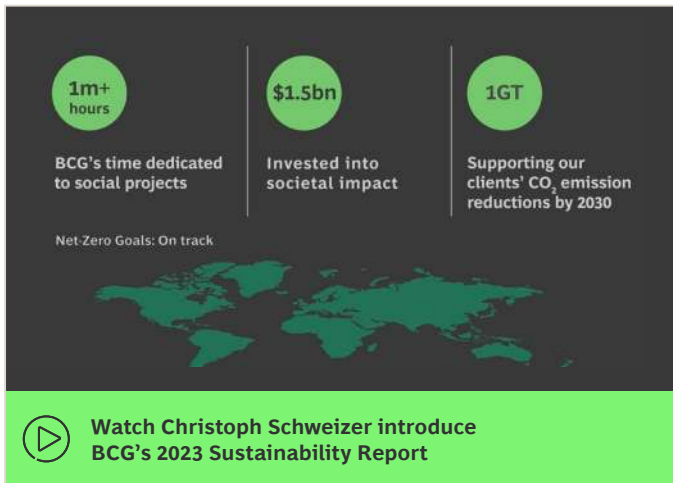 1m+
hours
BCG's time dedicated
to social projects
$1.5bn
Invested into
societal impact
1GT
Supporting our
clients' CO₂ emission
reductions by 2030
Net-Zero Goals: On track
Watch Christoph Schweizer introduce
BCG's 2023 Sustainability Report